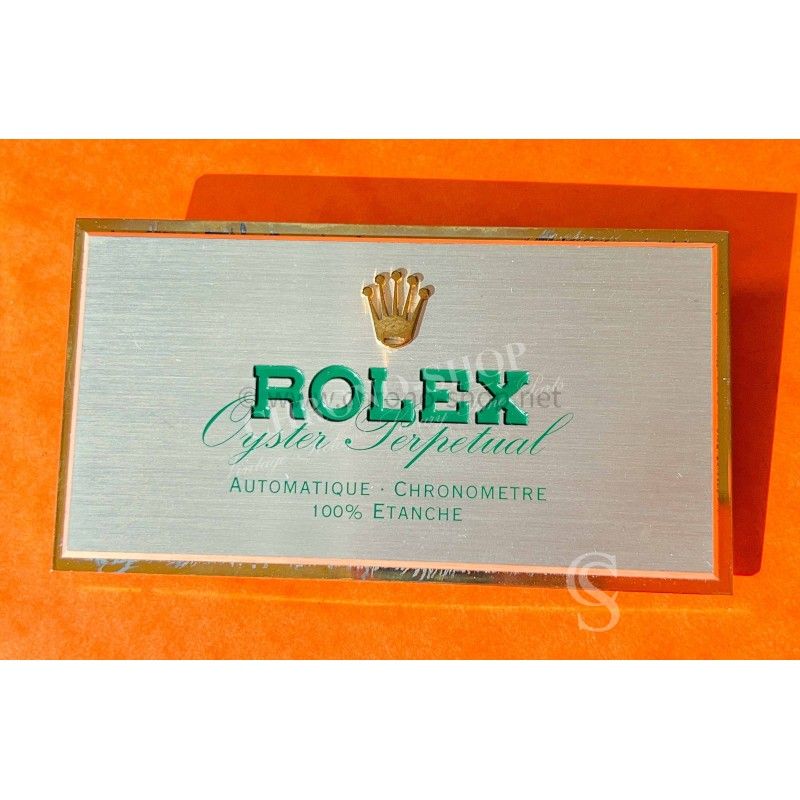 ROLEX
Oyster Perpetual
AUTOMATIQUE · CHRONOMETRE
100% ETANCHE